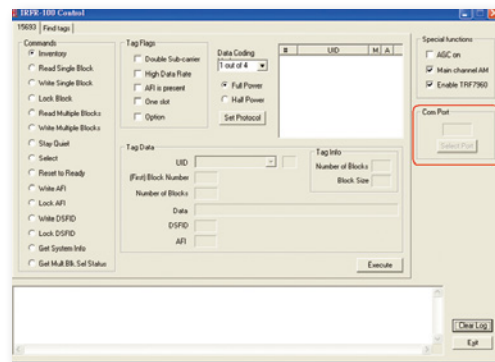 IRFR-100 Control
15693 Find tags
Commands
Inventory
Read Single Block
Write Single Block
Lock Block
Read Multiple Blocks
Write Multiple Blocks
Stay Quiet
Select
Reset to Ready
Write AFI
Lock AFI
Write DSFID
Lock DSFID
Get System Info
Get Mult.Blk.Sel Status
Tag Flags
Double Sub-carrier
High Data Rate
AFI is present
One slot
Option
Data Coding
1 out of 4
Full Power
Half Power
Set Protocol
# UID M A
Special functions
AGC on
Main channel AM
Enable TRF7960
Com Port
Select Port
Tag Data
UID
(First) Block Number
Number of Blocks
Data
DSFID
AFI
Tag Info
Number of Blocks
Block Size
Execute
Clear Log
Exit